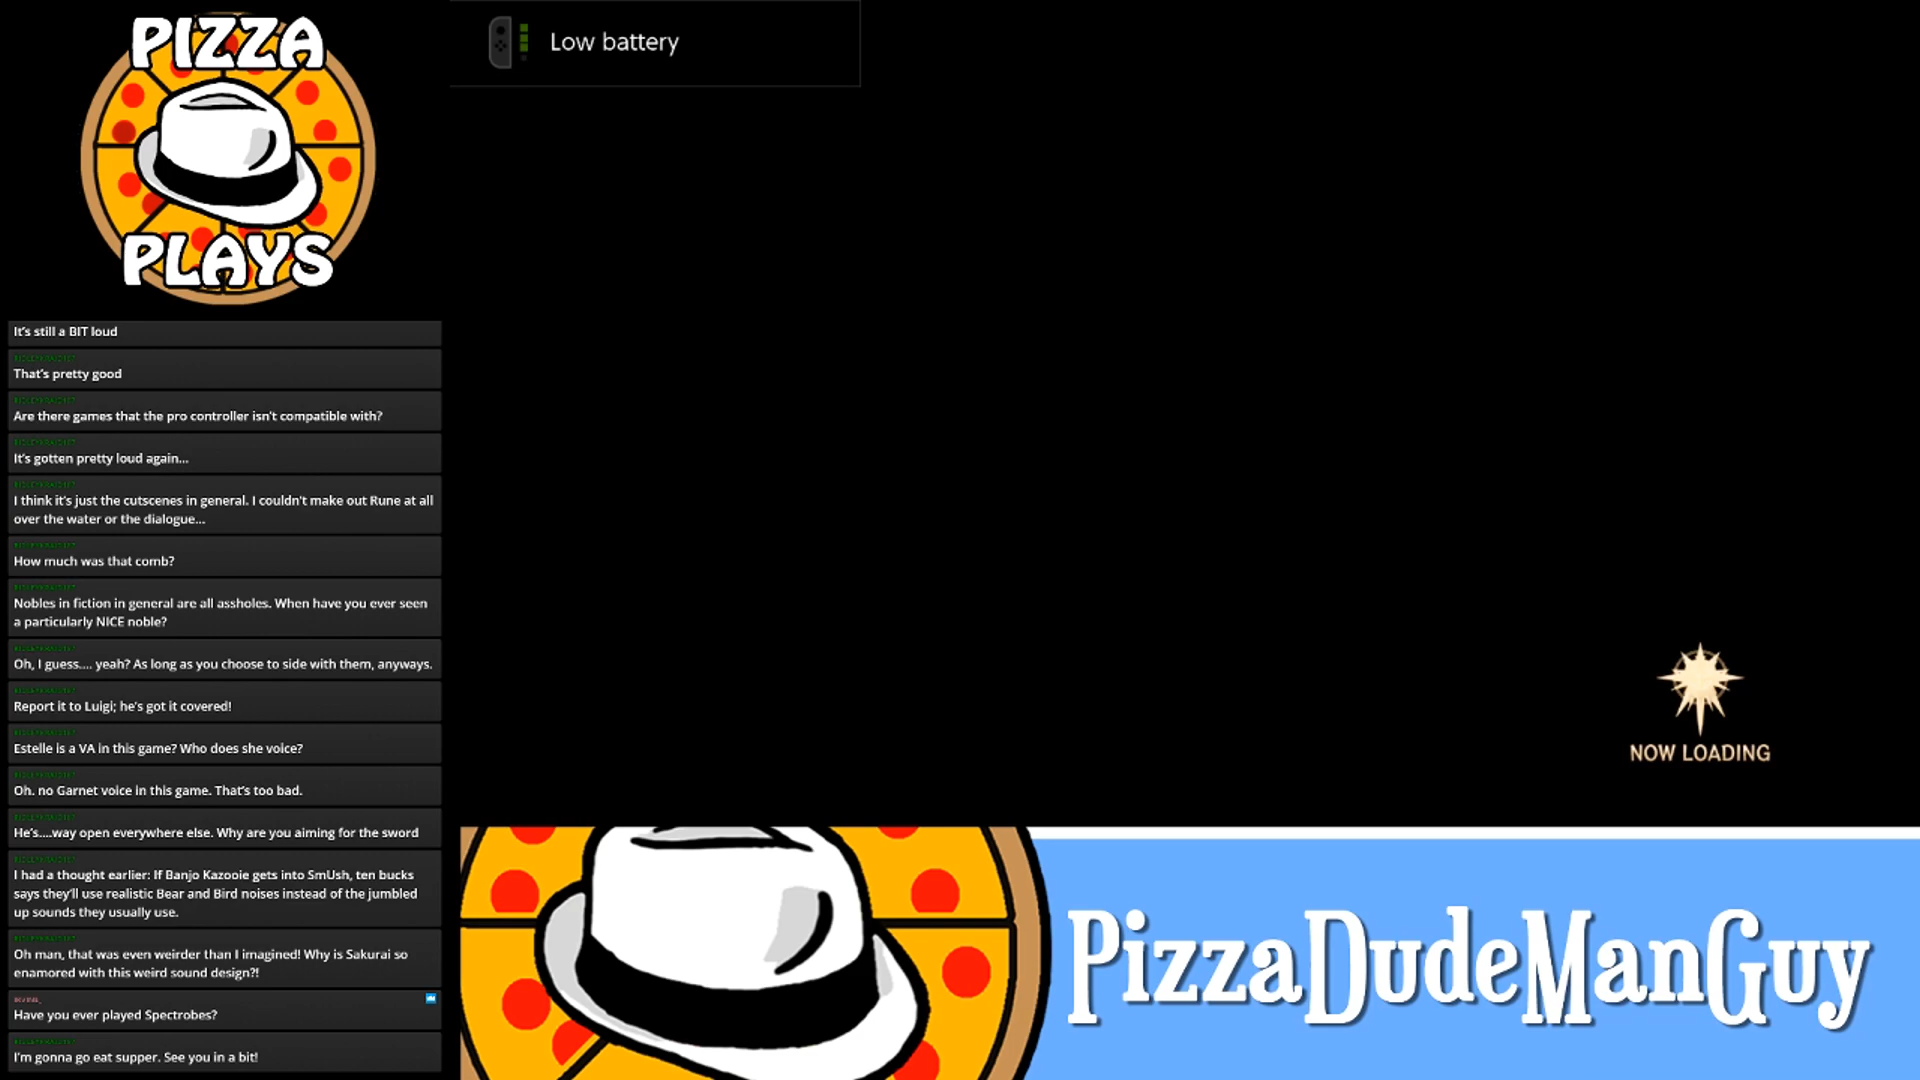 PIZZA
PLAYS
Low battery
It's still a BIT loud
That's pretty good
Are there games that the pro controller isn't compatible with?
It's gotten pretty loud again...
I think it's just the cutscenes in general. I couldn't make out Rune at all
over the water or the dialogue...
How much was that comb?
Nobles in fiction in general are all assholes. When have you ever seen
a particularly NICE noble?
Oh, I guess.... yeah? As long as you choose to side with them, anyways.
Report it to Luigi; he's got it covered!
Estelle is a VA in this game? Who does she voice?
Oh. no Garnet voice in this game. That's too bad.
He's....way open everywhere else. Why are you aiming for the sword
I had a thought earlier: If Banjo Kazooie gets into SmUsh, ten bucks
says they'll use realistic Bear and Bird noises instead of the jumbled
up sounds they usually use.
Oh man, that was even weirder than I imagined! Why is Sakurai so
enamored with this weird sound design?!
Have you ever played Spectrobes?
I'm gonna go eat supper. See you in a bit!
NOW LOADING
PizzaDudeManGuy